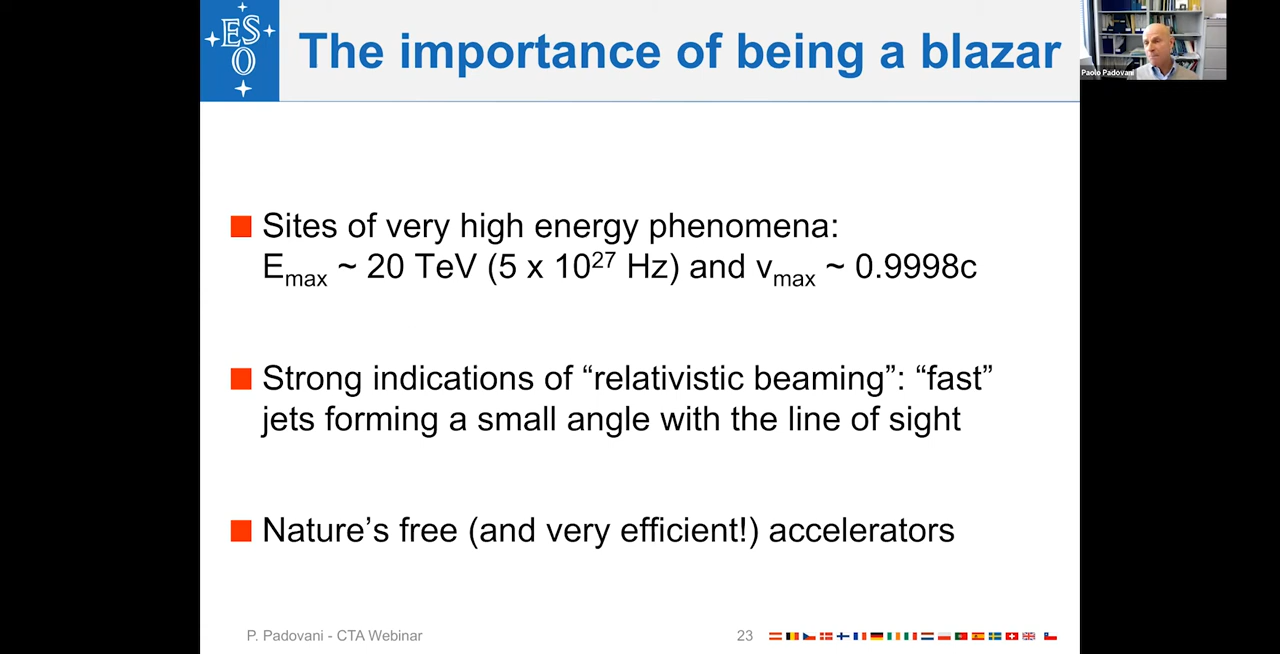 ESO
The importance of being a blazar
Paolo Padovani
Sites of very high energy phenomena:
E_max ~ 20 TeV (5 x 10^27 Hz) and v_max ~ 0.9998c
Strong indications of “relativistic beaming”: “fast”
jets forming a small angle with the line of sight
Nature’s free (and very efficient!) accelerators
P. Padovani - CTA Webinar
23